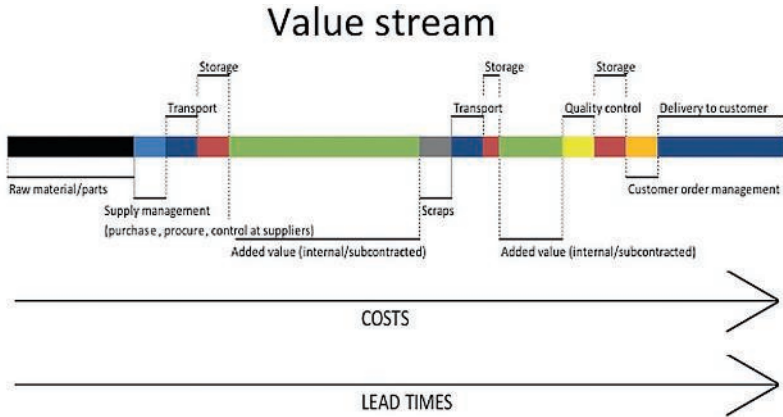 Value stream
Storage
Storage
Storage
Transport
Transport
Quality control
Delivery to customer
Raw material/parts
Customer order management
Supply management
Scraps
(purchase, procure, control at suppliers)
Added value (internal/subcontracted)
Added value (internal/subcontracted)
COSTS
LEAD TIMES